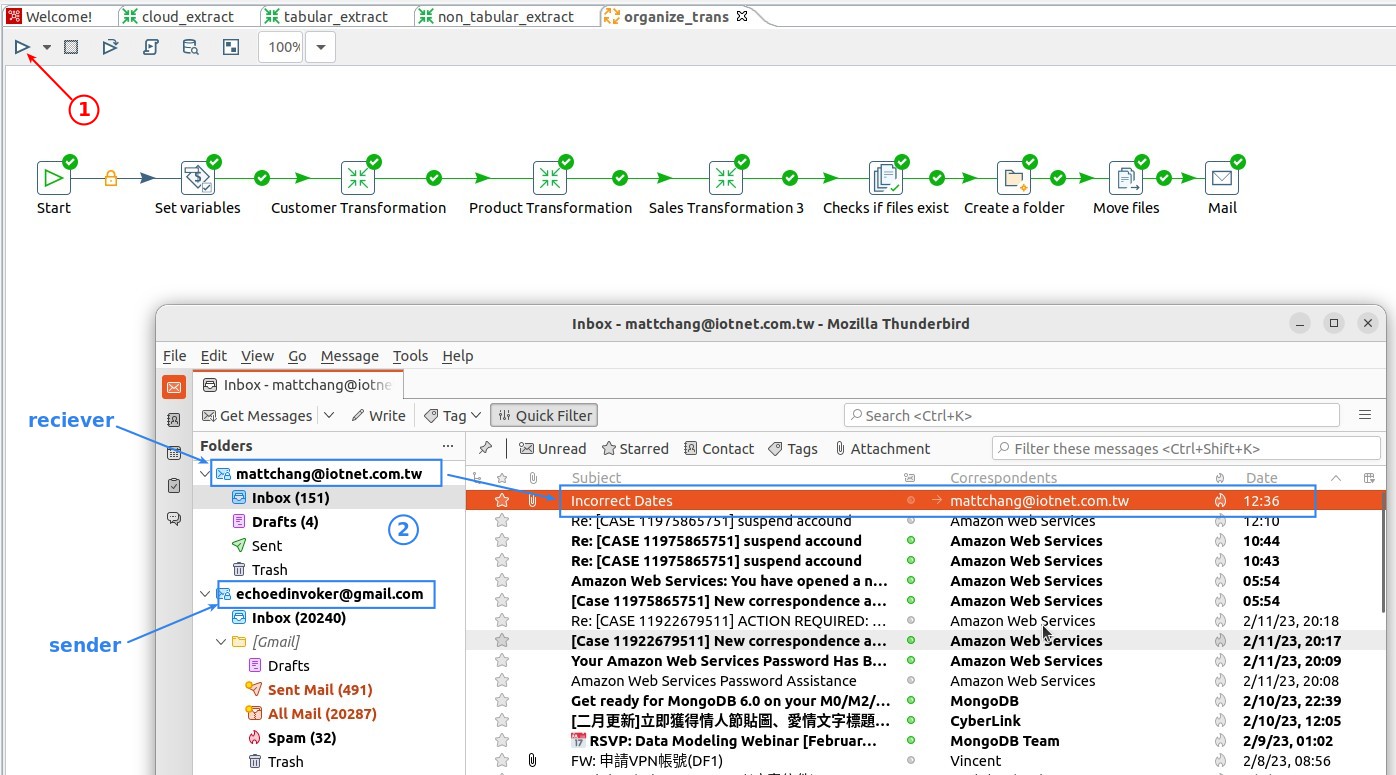 Welcome! cloud_extract tabular_extract non_tabular_extract organize_trans
100%
1
Start Set variables Customer Transformation Product Transformation Sales Transformation 3 Checks if files exist Create a folder Move files Mail
Inbox - mattchang@iotnet.com.tw - Mozilla Thunderbird
File Edit View Go Message Tools Help
Inbox - mattchang@iotne
Get Messages Write Tag Quick Filter Search <Ctrl+K>
reciever
Folders ··· Unread Starred Contact Tags Attachment Filter these messages <Ctrl+Shift+K>
mattchang@iotnet.com.tw
Inbox (151)
Drafts (4)
2
Sent
Trash
echoedinvoker@gmail.com
Inbox (20240)
sender
[Gmail]
Drafts
Sent Mail (491)
All Mail (20287)
Spam (32)
Trash
Subject Correspondents Date
Incorrect Dates mattchang@iotnet.com.tw 12:36
Re: [CASE 11975865751] suspend accound Amazon Web Services 12:10
Re: [CASE 11975865751] suspend accound Amazon Web Services 10:44
Re: [CASE 11975865751] suspend accound Amazon Web Services 10:43
Amazon Web Services: You have opened a n... Amazon Web Services 05:54
[Case 11975865751] New correspondence a... Amazon Web Services 05:54
Re: [CASE 11922679511] ACTION REQUIRED: ... Amazon Web Services 2/11/23, 20:18
[Case 11922679511] New correspondence a... Amazon Web Services 2/11/23, 20:17
Your Amazon Web Services Password Has B... Amazon Web Services 2/11/23, 20:09
Amazon Web Services Password Assistance Amazon Web Services 2/11/23, 20:08
Get ready for MongoDB 6.0 on your M0/M2/... MongoDB 2/10/23, 22:39
[二月更新]立即獲得情人節貼圖、愛情文字標題... CyberLink 2/10/23, 12:05
RSVP: Data Modeling Webinar [Februar... MongoDB Team 2/9/23, 01:02
FW: 申請VPN帳號(DF1) Vincent 2/8/23, 08:56